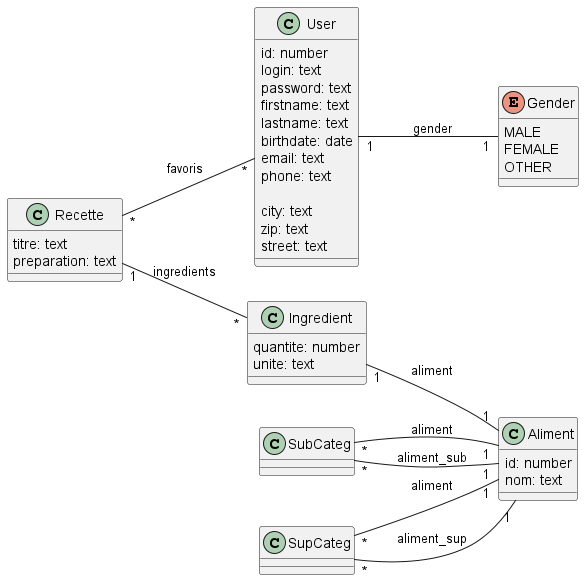 C User
id: number
login: text
password: text
firstname: text
lastname: text
birthdate: date
email: text
phone: text
city: text
zip: text
street: text
gender
1
1
E Gender
MALE
FEMALE
OTHER
favoris
*
*
C Recette
titre: text
preparation: text
1
ingredients
*
C Ingredient
quantite: number
unite: text
1
aliment
1
C Aliment
id: number
nom: text
C SubCateg
aliment
*
1
aliment_sub
*
1
C SupCateg
aliment
*
1
aliment_sup
*
1